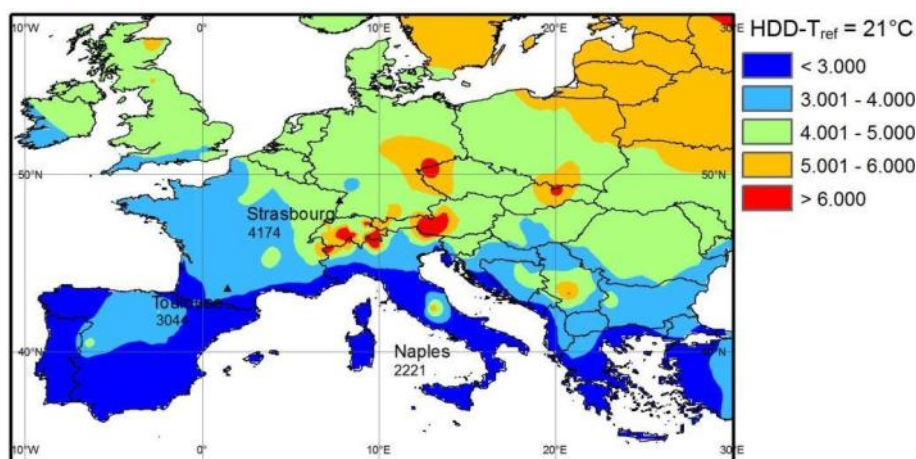 10°W 0° 10°E 20°E 30°E
HDD-Tref = 21°C
< 3.000
3.001 - 4.000
4.001 - 5.000
5.001 - 6.000
> 6.000
50°N 50°N
Strasbourg
4174
Toulouse
3044
40°N 40°N
Naples
2221
10°W 0° 10°E 20°E 30°E